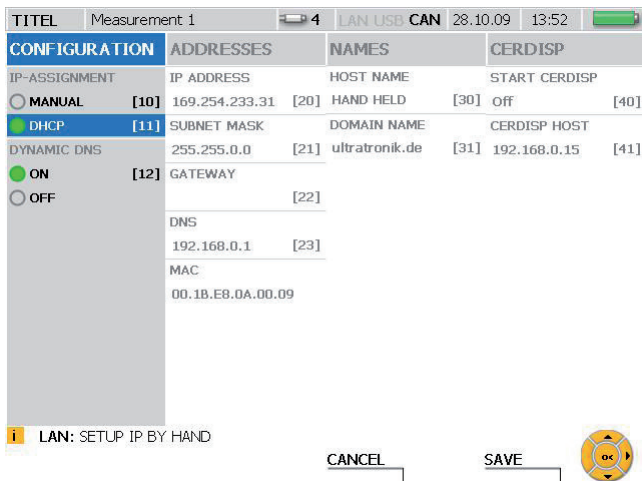 TITEL Measurement 1 4 LAN USB CAN 28.10.09 13:52
CONFIGURATION ADDRESSES NAMES CERDISP
IP-ASSIGNMENT IP ADDRESS HOST NAME START CERDISP
MANUAL [10] 169.254.233.31 [20] HAND HELD [30] Off [40]
DHCP [11] SUBNET MASK DOMAIN NAME CERDISP HOST
DYNAMIC DNS 255.255.0.0 [21] ultratronik.de [31] 192.168.0.15 [41]
ON [12] GATEWAY
OFF [22]
DNS
192.168.0.1 [23]
MAC
00.1B.E8.0A.00.09
i LAN: SETUP IP BY HAND
CANCEL SAVE OK